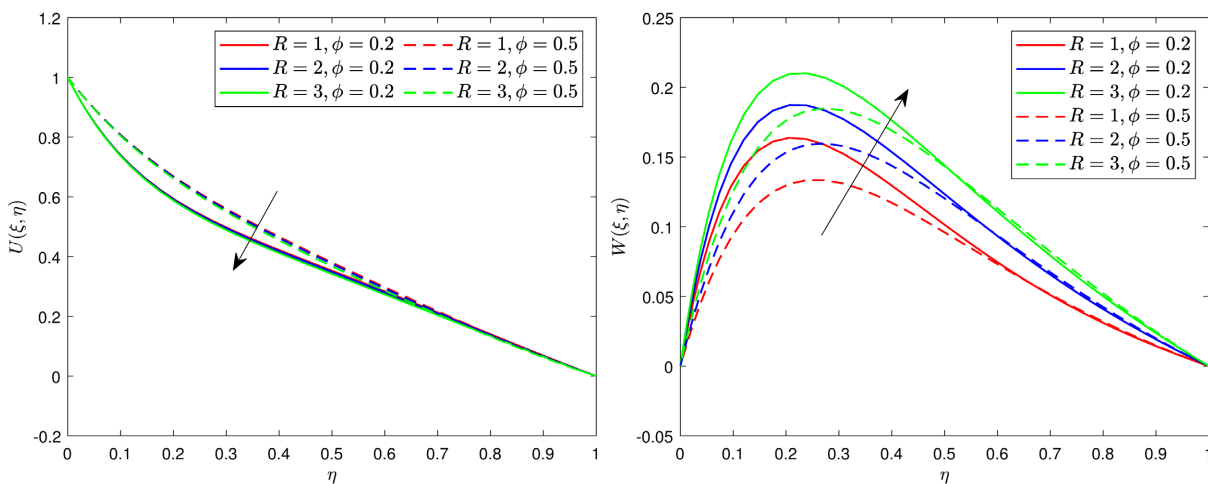 1.2
1
0.8
0.6
0.4
0.2
0
-0.2
U(ξ, η)
R = 1, ϕ = 0.2 R = 1, ϕ = 0.5
R = 2, ϕ = 0.2 R = 2, ϕ = 0.5
R = 3, ϕ = 0.2 R = 3, ϕ = 0.5
0 0.1 0.2 0.3 0.4 0.5 0.6 0.7 0.8 0.9 1
η
0.25
0.2
0.15
0.1
0.05
0
-0.05
W(ξ, η)
R = 1, ϕ = 0.2
R = 2, ϕ = 0.2
R = 3, ϕ = 0.2
R = 1, ϕ = 0.5
R = 2, ϕ = 0.5
R = 3, ϕ = 0.5
0 0.1 0.2 0.3 0.4 0.5 0.6 0.7 0.8 0.9 1
η